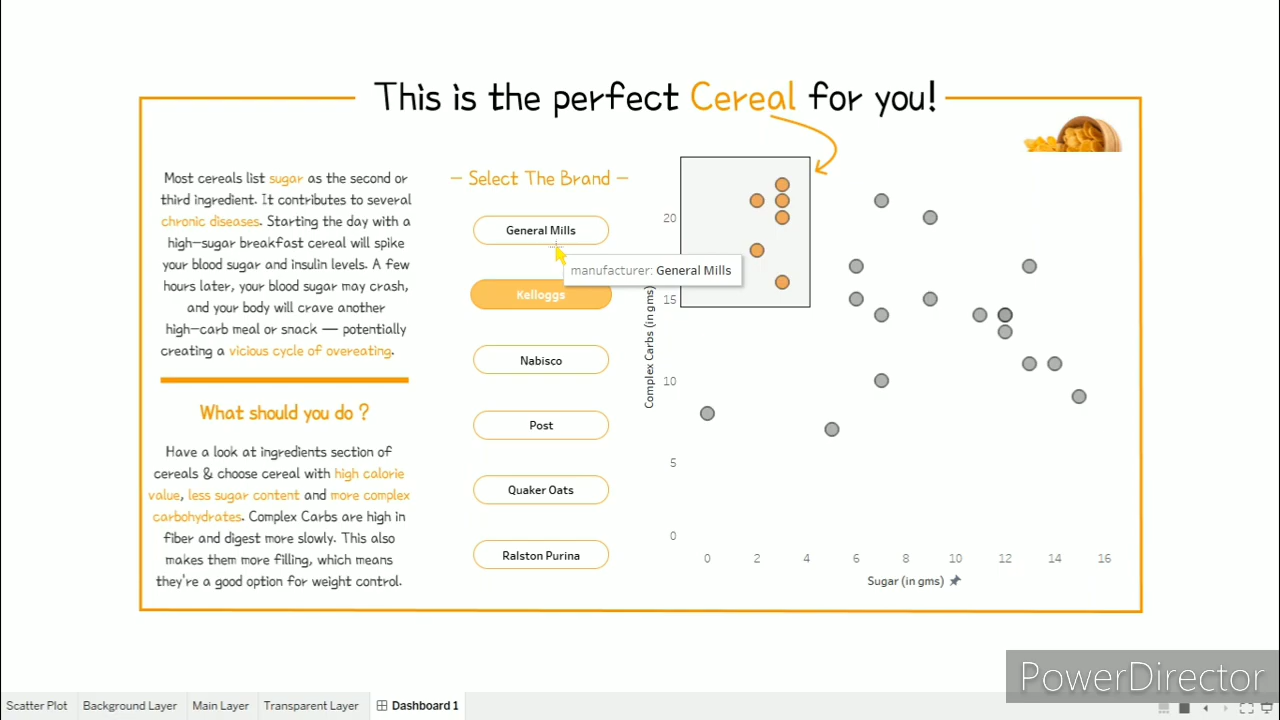 This is the perfect Cereal for you!
Most cereals list sugar as the second or
third ingredient. It contributes to several
chronic diseases. Starting the day with a
high-sugar breakfast cereal will spike
your blood sugar and insulin levels. A few
hours later, your blood sugar may crash,
and your body will crave another
high-carb meal or snack — potentially
creating a vicious cycle of overeating.
What should you do ?
Have a look at ingredients section of
cereals & choose cereal with high calorie
value, less sugar content and more complex
carbohydrates. Complex Carbs are high in
fiber and digest more slowly. This also
makes them more filling, which means
they're a good option for weight control.
— Select The Brand —
General Mills
manufacturer: General Mills
Kelloggs
Nabisco
Post
Quaker Oats
Ralston Purina
Complex Carbs (in gms)
20
15
10
5
0
0 2 4 6 8 10 12 14 16
Sugar (in gms)
Scatter Plot Background Layer Main Layer Transparent Layer Dashboard 1
PowerDirector